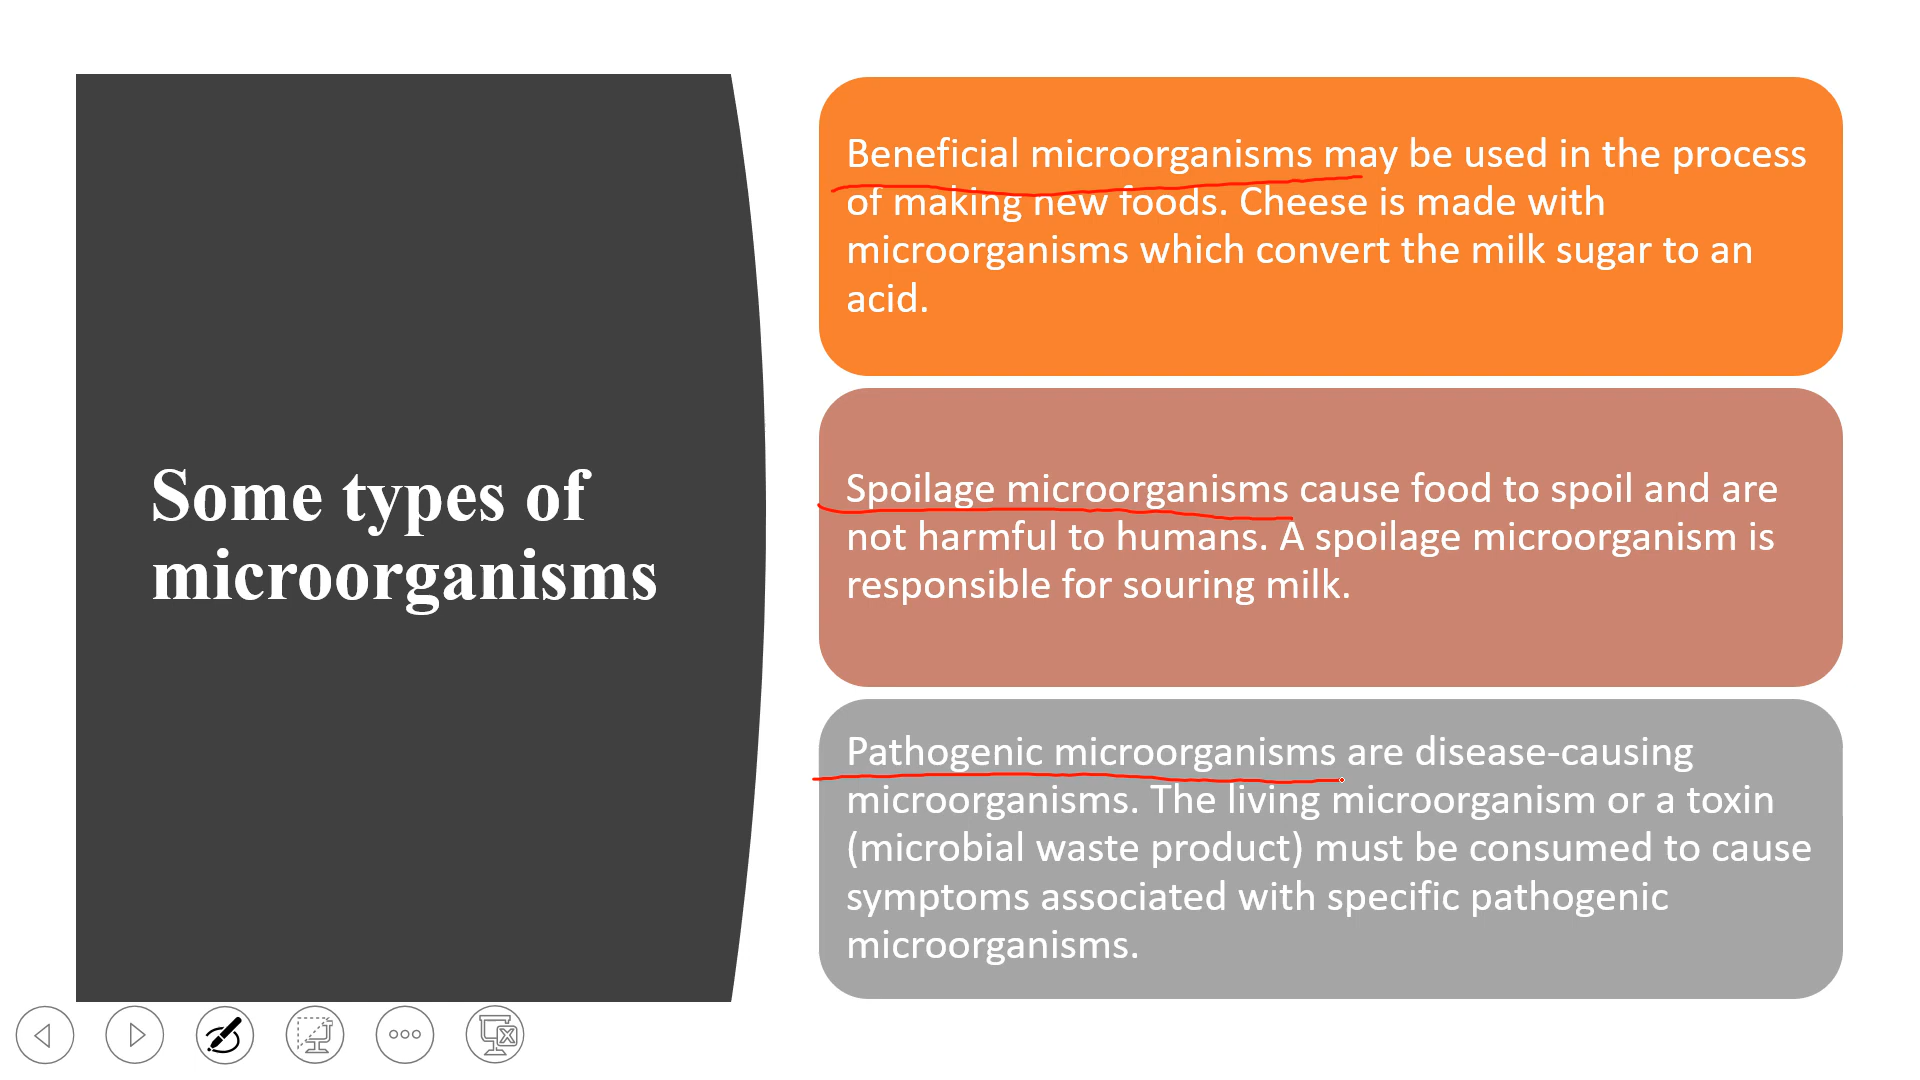 Some types of
microorganisms
Beneficial microorganisms may be used in the process
of making new foods. Cheese is made with
microorganisms which convert the milk sugar to an
acid.
Spoilage microorganisms cause food to spoil and are
not harmful to humans. A spoilage microorganism is
responsible for souring milk.
Pathogenic microorganisms are disease-causing
microorganisms. The living microorganism or a toxin
(microbial waste product) must be consumed to cause
symptoms associated with specific pathogenic
microorganisms.